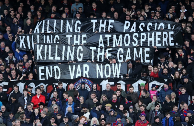 KILLING THE PASSION
KILLING THE ATMOSPHERE
KILLING THE GAME
END VAR NOW!